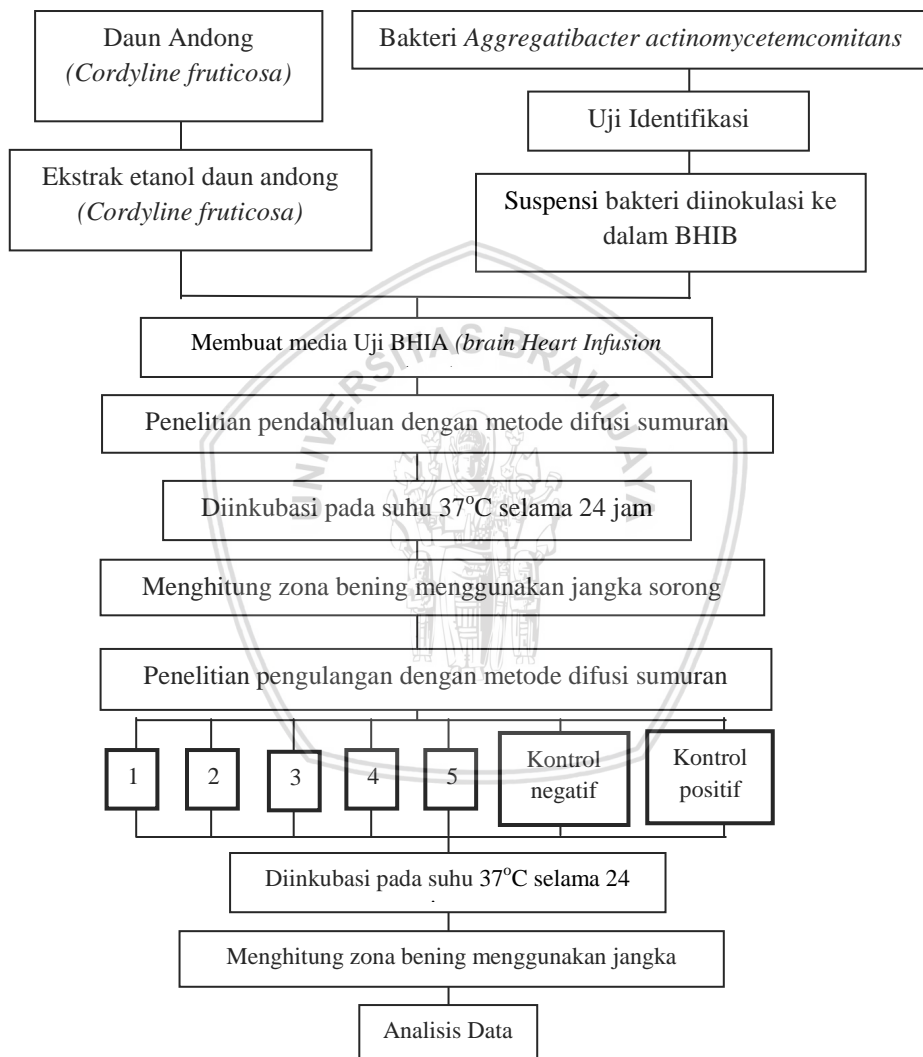 Daun Andong
(Cordyline fruticosa)
Bakteri Aggregatibacter actinomycetemcomitans
Uji Identifikasi
Ekstrak etanol daun andong
(Cordyline fruticosa)
Suspensi bakteri diinokulasi ke
dalam BHIB
Membuat media Uji BHIA (brain Heart Infusion
Penelitian pendahuluan dengan metode difusi sumuran
Diinkubasi pada suhu 37°C selama 24 jam
Menghitung zona bening menggunakan jangka sorong
Penelitian pengulangan dengan metode difusi sumuran
1
2
3
4
5
Kontrol
negatif
Kontrol
positif
Diinkubasi pada suhu 37°C selama 24
Menghitung zona bening menggunakan jangka
Analisis Data
UNIVERSITAS BRAWIJAYA